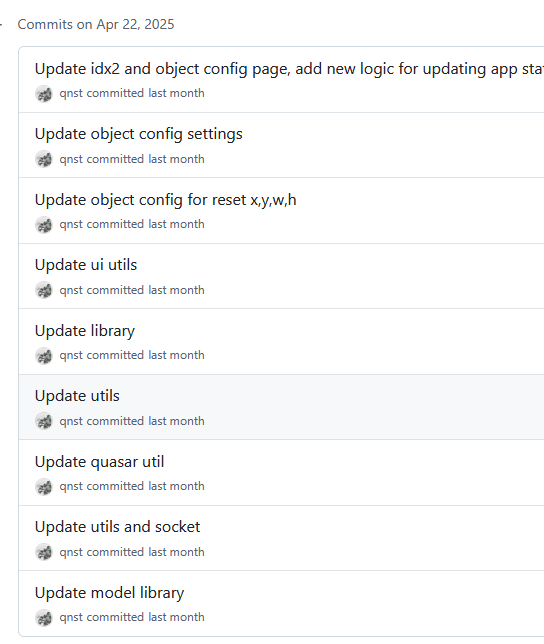 Commits on Apr 22, 2025
Update idx2 and object config page, add new logic for updating app
qnst committed last month
Update object config settings
qnst committed last month
Update object config for reset x,y,w,h
qnst committed last month
Update ui utils
qnst committed last month
Update library
qnst committed last month
Update utils
qnst committed last month
Update quasar util
qnst committed last month
Update utils and socket
qnst committed last month
Update model library
qnst committed last month